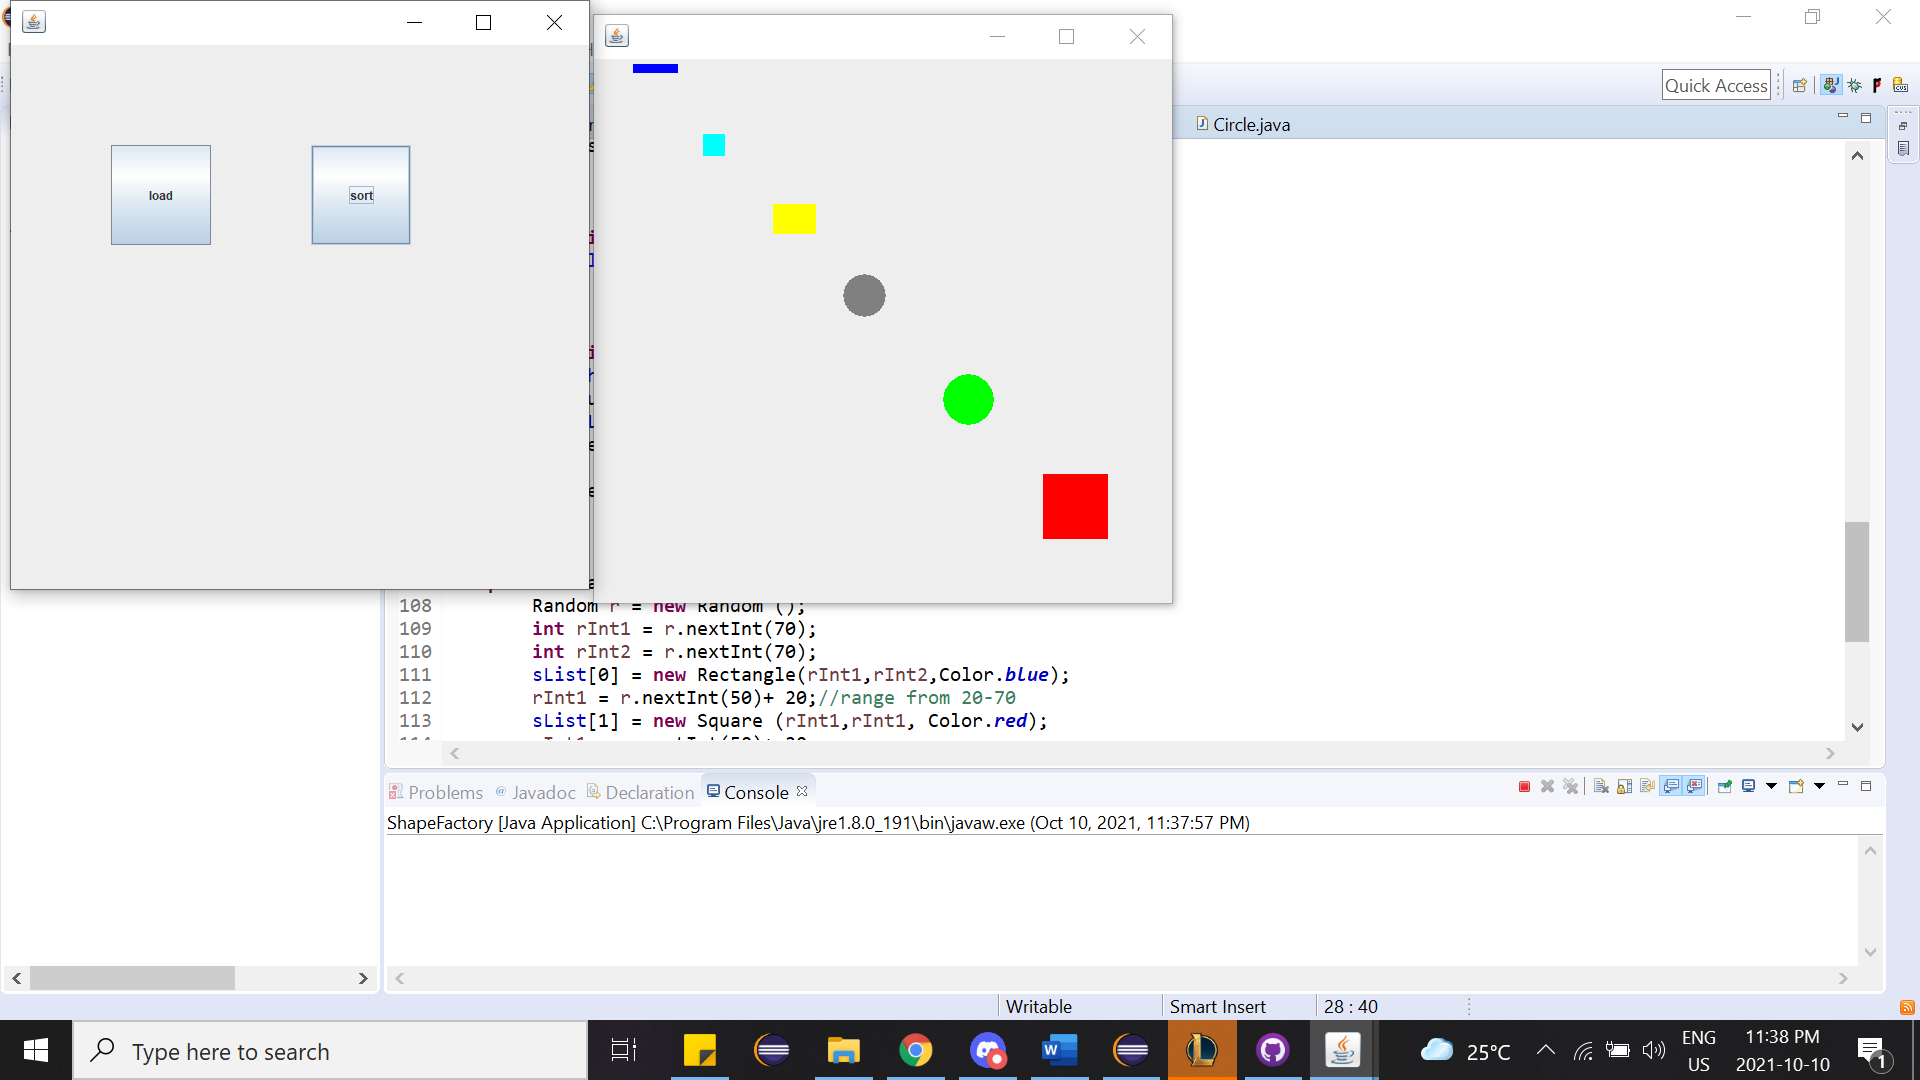 load
sort
Quick Access
Circle.java
108 Random r = new Random ();
109 int rInt1 = r.nextInt(70);
110 int rInt2 = r.nextInt(70);
111 sList[0] = new Rectangle(rInt1,rInt2,Color.blue);
112 rInt1 = r.nextInt(50)+ 20;//range from 20-70
113 sList[1] = new Square (rInt1,rInt1, Color.red);
Problems @ Javadoc Declaration Console
ShapeFactory [Java Application] C:\Program Files\Java\jre1.8.0_191\bin\javaw.exe (Oct 10, 2021, 11:37:57 PM)
Writable Smart Insert 28 : 40
Type here to search
25°C
ENG
US
11:38 PM
2021-10-10
1